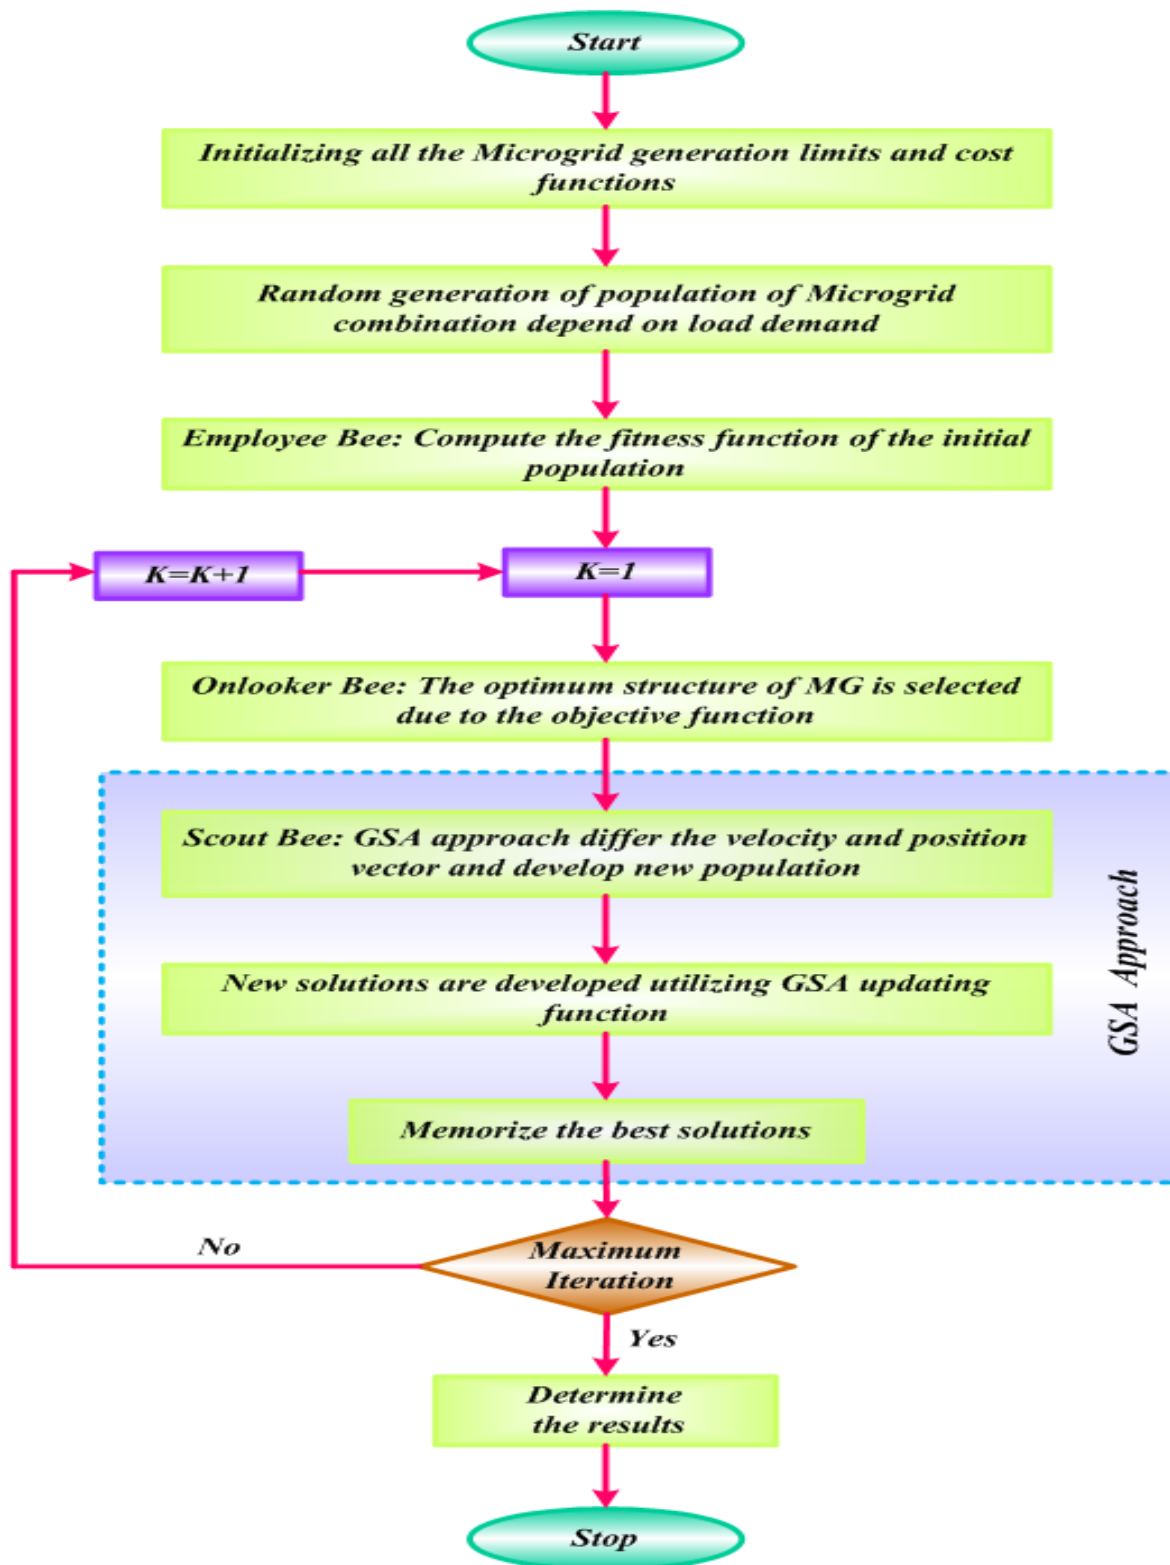 Start
Initializing all the Microgrid generation limits and cost
functions
Random generation of population of Microgrid
combination depend on load demand
Employee Bee: Compute the fitness function of the initial
population
K=K+1
K=1
Onlooker Bee: The optimum structure of MG is selected
due to the objective function
Scout Bee: GSA approach differ the velocity and position
vector and develop new population
New solutions are developed utilizing GSA updating
function
GSA Approach
Memorize the best solutions
No
Maximum
Iteration
Yes
Determine
the results
Stop